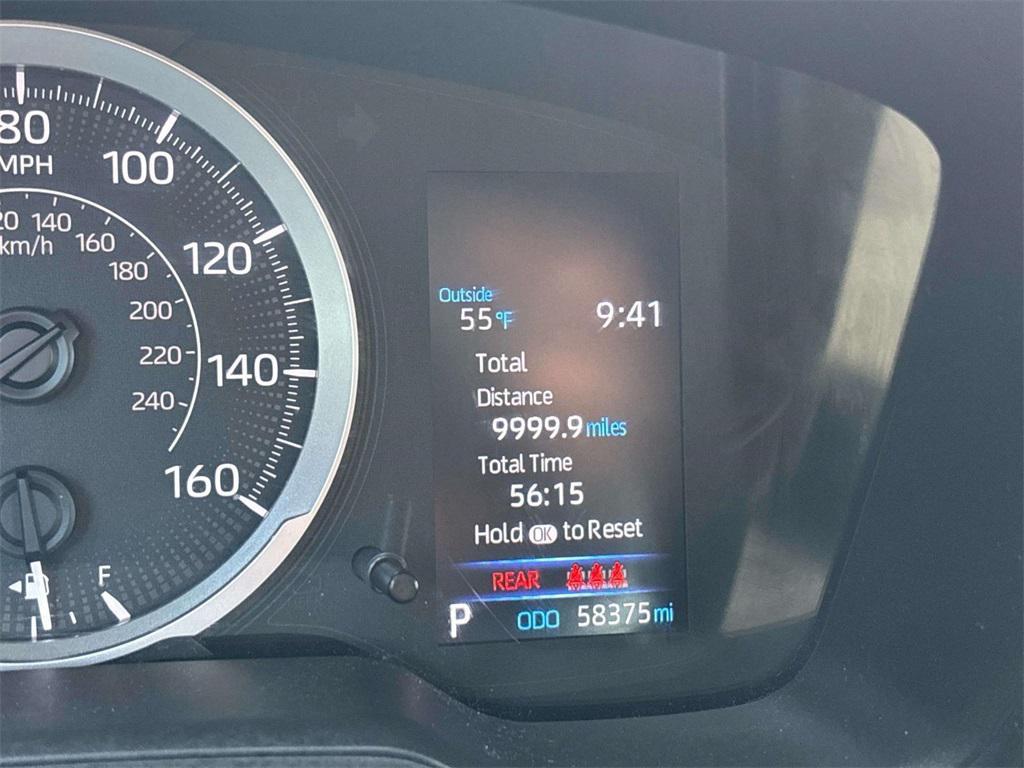 80
MPH
100
120
140
160
20
140
km/h
160
180
200
220
240
F
Outside
55°F
9:41
Total
Distance
9999.9 miles
Total Time
56:15
Hold OK to Reset
REAR
P ODO 58375 mi